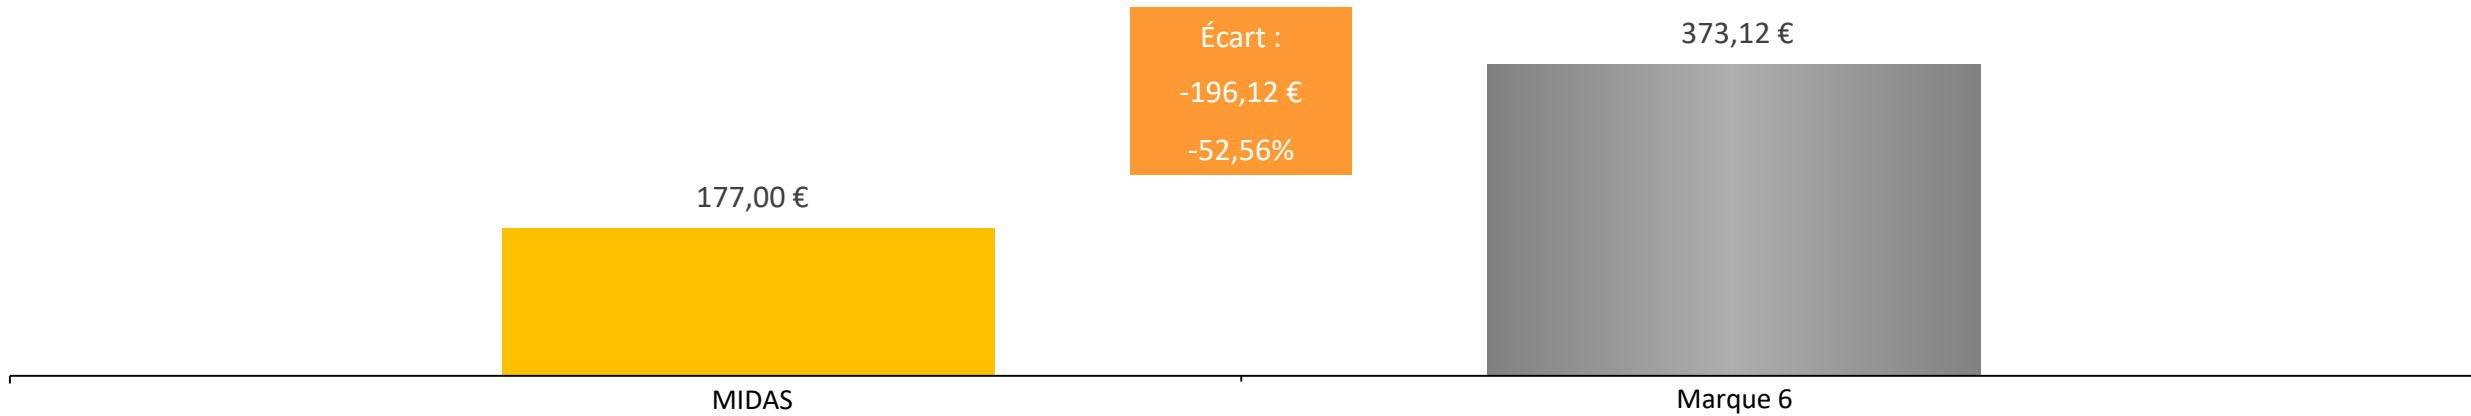 Écart :
-196,12 €
-52,56%
373,12 €
177,00 €
MIDAS
Marque 6